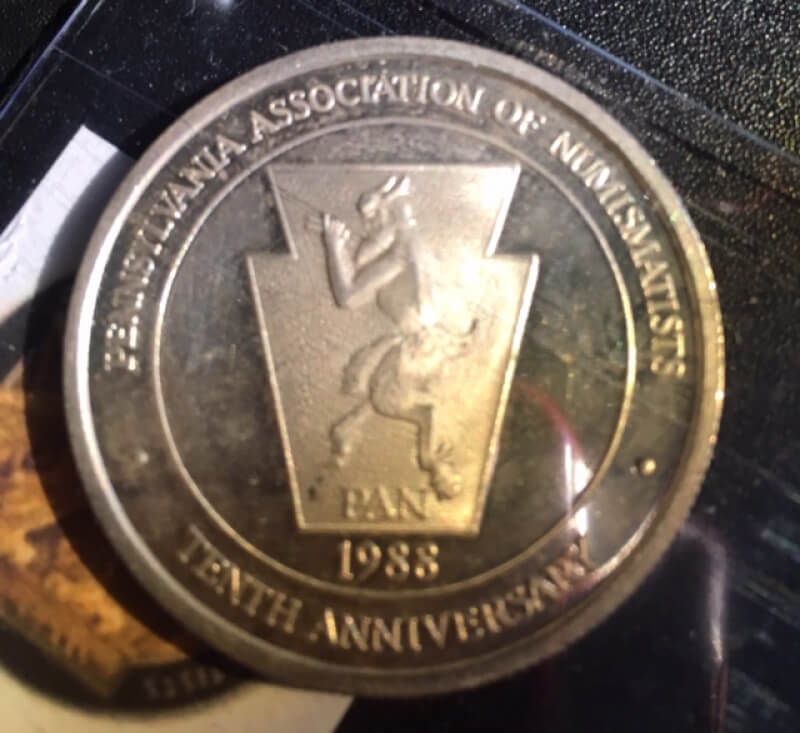 PENNSYLVANIA ASSOCIATION OF NUMISMATISTS
PAN
1988
TENTH ANNIVERSARY